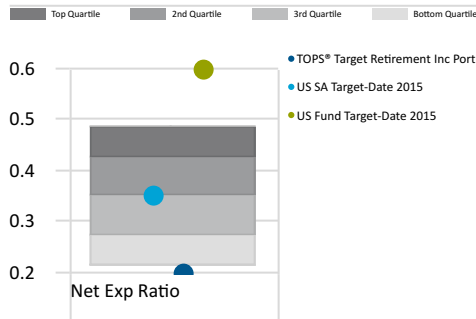 Top Quartile 2nd Quartile 3rd Quartile Bottom Quartile
TOPS® Target Retirement Inc Port
US SA Target-Date 2015
US Fund Target-Date 2015
0.6
0.5
0.4
0.3
0.2
Net Exp Ratio